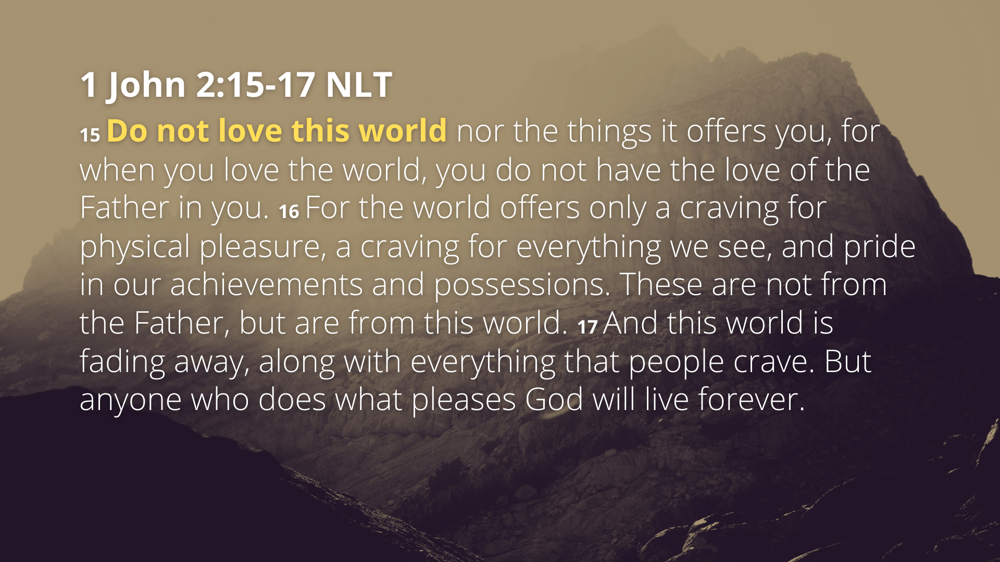 1 John 2:15-17 NLT
15 Do not love this world nor the things it offers you, for
when you love the world, you do not have the love of the
Father in you. 16 For the world offers only a craving for
physical pleasure, a craving for everything we see, and pride
in our achievements and possessions. These are not from
the Father, but are from this world. 17 And this world is
fading away, along with everything that people crave. But
anyone who does what pleases God will live forever.